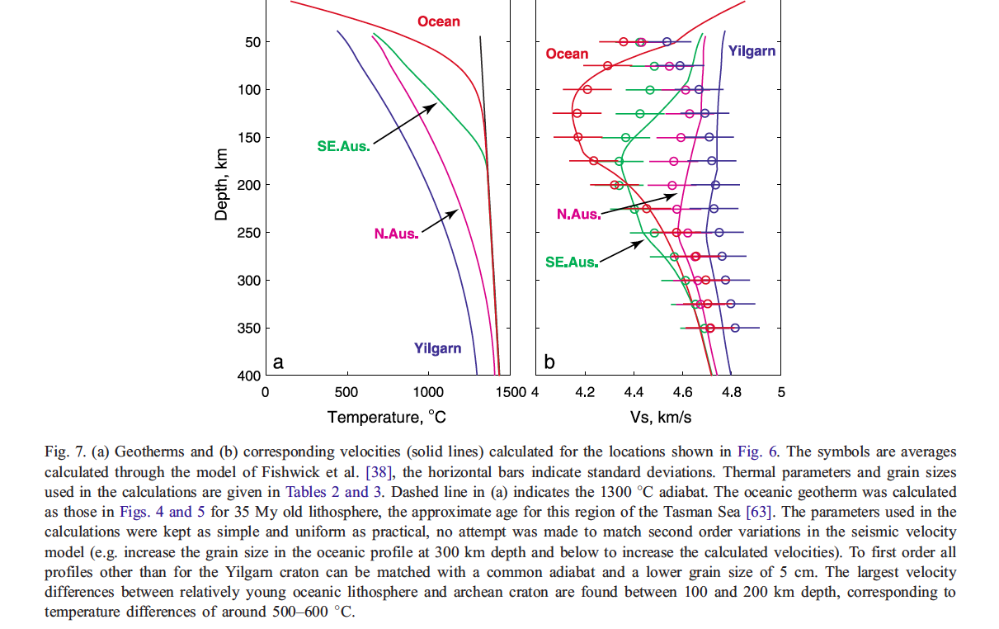 Ocean
50
100
150
200
250
300
350
400
Depth, km
SE.Aus.
N.Aus.
Yilgarn
a
0
500
1000
1500
Temperature, °C
Ocean
Yilgarn
N.Aus.
SE.Aus.
b
4
4.2
4.4
4.6
4.8
5
Vs, km/s
Fig. 7. (a) Geotherms and (b) corresponding velocities (solid lines) calculated for the locations shown in Fig. 6. The symbols are averages
calculated through the model of Fishwick et al. [38], the horizontal bars indicate standard deviations. Thermal parameters and grain sizes
used in the calculations are given in Tables 2 and 3. Dashed line in (a) indicates the 1300 °C adiabat. The oceanic geotherm was calculated
as those in Figs. 4 and 5 for 35 My old lithosphere, the approximate age for this region of the Tasman Sea [63]. The parameters used in the
calculations were kept as simple and uniform as practical, no attempt was made to match second order variations in the seismic velocity
model (e.g. increase the grain size in the oceanic profile at 300 km depth and below to increase the calculated velocities). To first order all
profiles other than for the Yilgarn craton can be matched with a common adiabat and a lower grain size of 5 cm. The largest velocity
differences between relatively young oceanic lithosphere and archean craton are found between 100 and 200 km depth, corresponding to
temperature differences of around 500–600 °C.